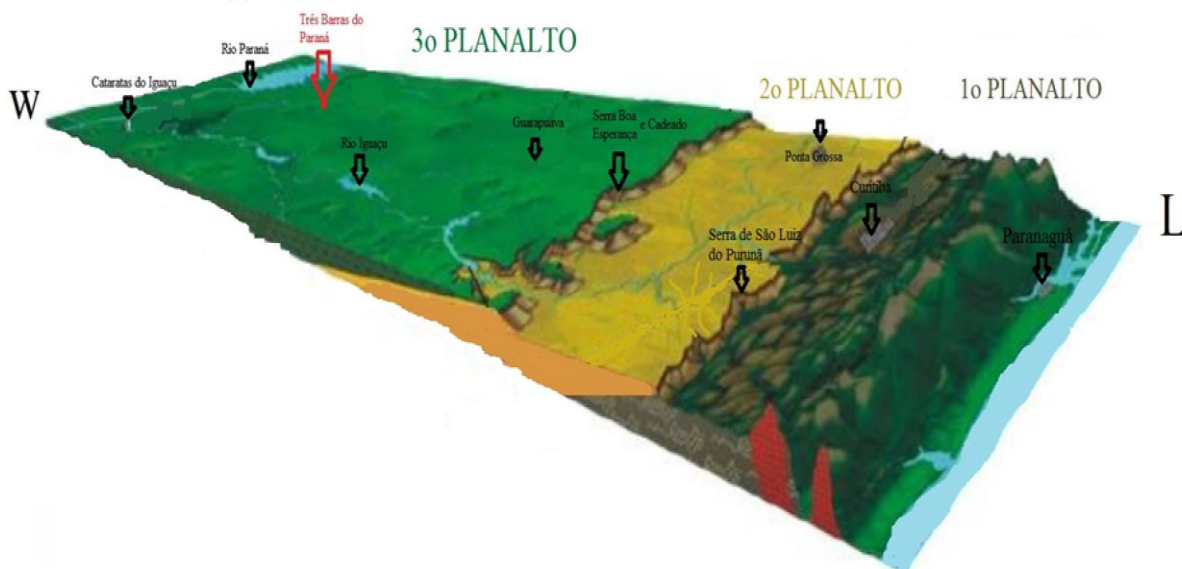 Três Barras do
Paraná
3o PLANALTO
Rio Paraná
Cataratas do Iguaçu
W
2o PLANALTO
1o PLANALTO
Serra Boa
Esperança e Cadeado
Guarapuava
Ponta Grossa
Rio Iguaçu
Curitiba
L
Serra de São Luiz
do Purunã
Paranaguá